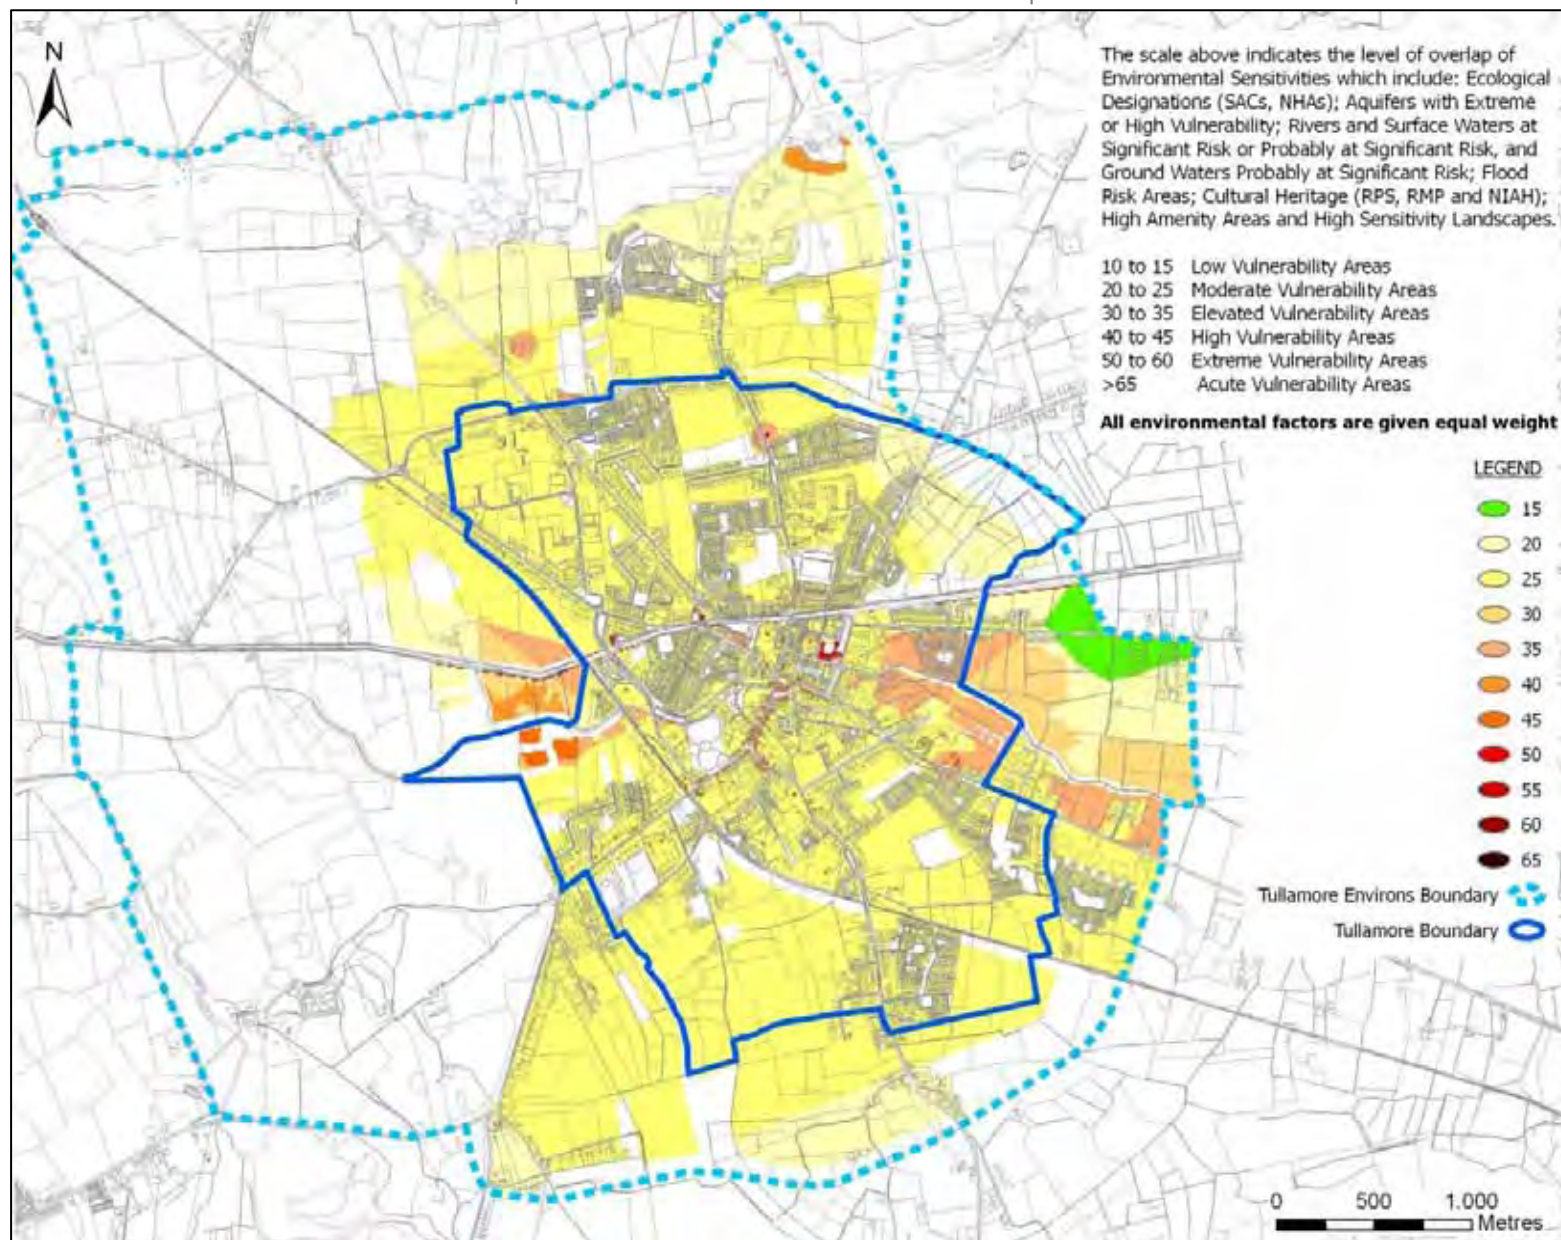 N
The scale above indicates the level of overlap of
Environmental Sensitivities which include: Ecological
Designations (SACs, NHAs); Aquifers with Extreme
or High Vulnerability; Rivers and Surface Waters at
Significant Risk or Probably at Significant Risk, and
Ground Waters Probably at Significant Risk; Flood
Risk Areas; Cultural Heritage (RPS, RMP and NIAH);
High Amenity Areas and High Sensitivity Landscapes.
10 to 15 Low Vulnerability Areas
20 to 25 Moderate Vulnerability Areas
30 to 35 Elevated Vulnerability Areas
40 to 45 High Vulnerability Areas
50 to 60 Extreme Vulnerability Areas
>65 Acute Vulnerability Areas
All environmental factors are given equal weight
LEGEND
15
20
25
30
35
40
45
50
55
60
65
Tullamore Environs Boundary
Tullamore Boundary
0 500 1.000
Metres